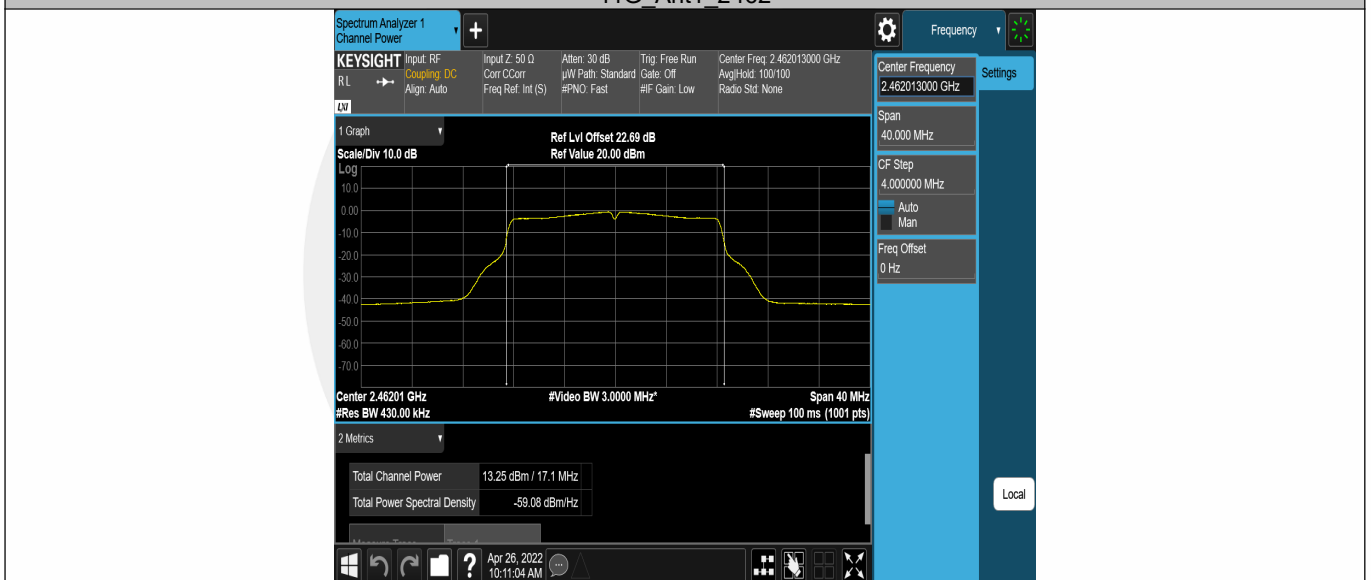 Spectrum Analyzer 1
Channel Power
Frequency
KEYSIGHT
R L
LXI
Input: RF
Coupling: DC
Align: Auto
Input Z: 50 Ω
Corr CCorr
Freq Ref: Int (S)
Atten: 30 dB
µW Path: Standard
#PNO: Fast
Trig: Free Run
Gate: Off
#IF Gain: Low
Center Freq: 2.462013000 GHz
Avg|Hold: 100/100
Radio Std: None
Center Frequency
2.462013000 GHz
Settings
Span
40.000 MHz
CF Step
4.000000 MHz
Auto
Man
Freq Offset
0 Hz
Local
1 Graph
Scale/Div 10.0 dB
Ref Lvl Offset 22.69 dB
Ref Value 20.00 dBm
Log
10.0
0.00
-10.0
-20.0
-30.0
-40.0
-50.0
-60.0
-70.0
Center 2.46201 GHz
#Video BW 3.0000 MHz*
Span 40 MHz
#Res BW 430.00 kHz
#Sweep 100 ms (1001 pts)
2 Metrics
Total Channel Power 13.25 dBm / 17.1 MHz
Total Power Spectral Density -59.08 dBm/Hz
?
Apr 26, 2022
10:11:04 AM